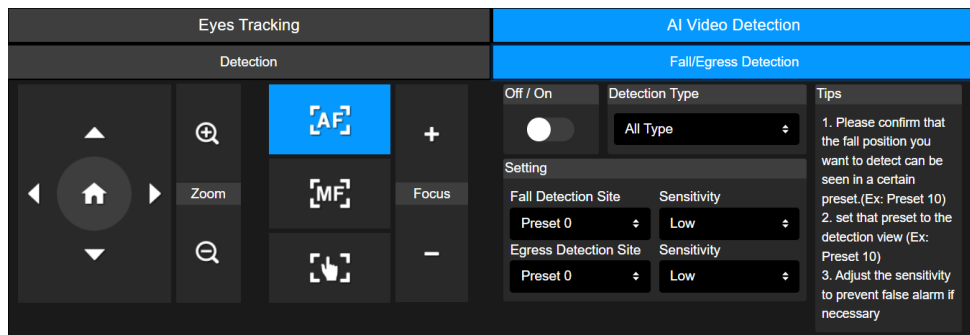 Eyes Tracking
AI Video Detection
Detection
Fall/Egress Detection
AF
MF
Zoom
+
Focus
−
Off / On
Detection Type
All Type
Setting
Fall Detection Site
Sensitivity
Preset 0
Low
Egress Detection Site
Sensitivity
Preset 0
Low
Tips
1. Please confirm that
the fall position you
want to detect can be
seen in a certain
preset.(Ex: Preset 10)
2. set that preset to the
detection view (Ex:
Preset 10)
3. Adjust the sensitivity
to prevent false alarm if
necessary